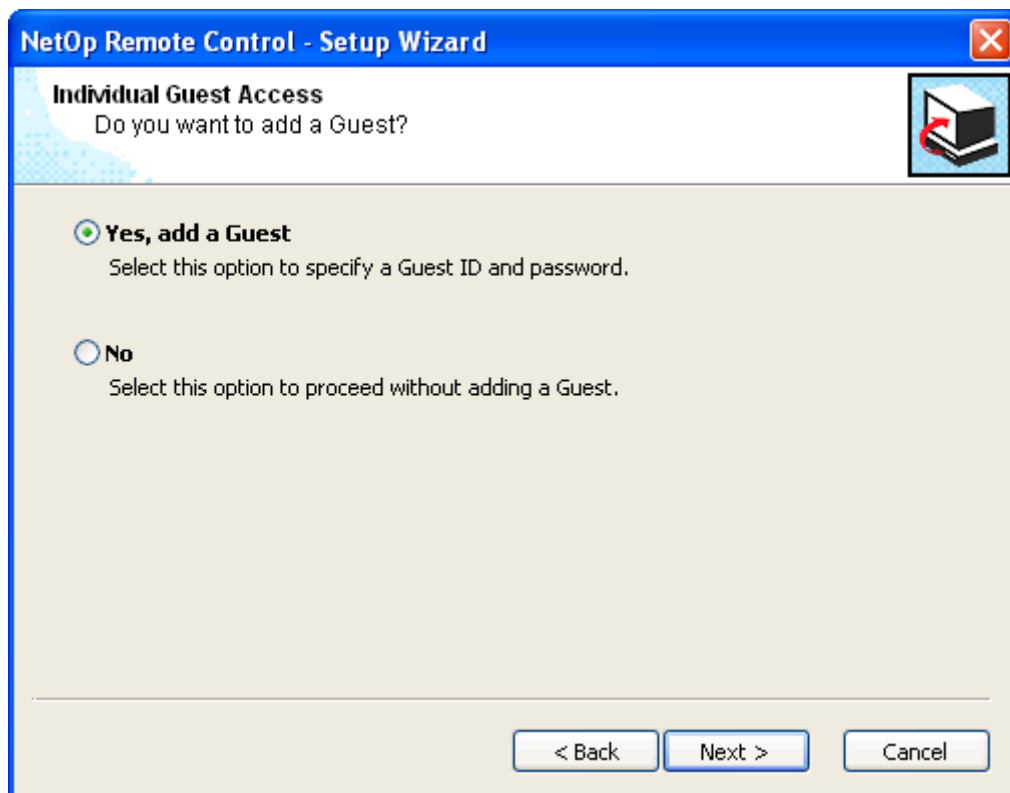 NetOp Remote Control - Setup Wizard
Individual Guest Access
Do you want to add a Guest?
Yes, add a Guest
Select this option to specify a Guest ID and password.
No
Select this option to proceed without adding a Guest.
< Back
Next >
Cancel